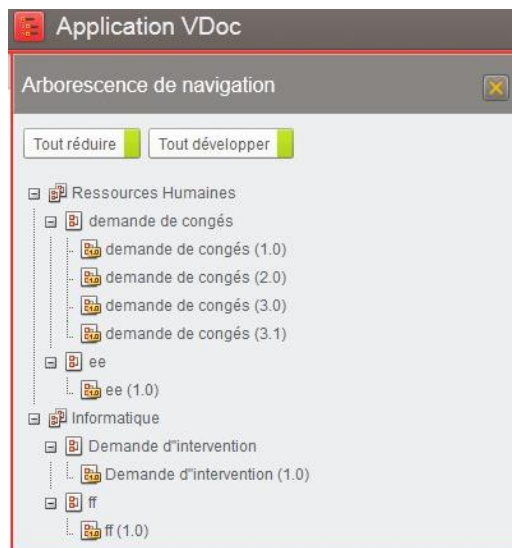 Application VDoc
Arborescence de navigation
Tout réduire Tout développer
Ressources Humaines
demande de congés
demande de congés (1.0)
demande de congés (2.0)
demande de congés (3.0)
demande de congés (3.1)
ee
ee (1.0)
Informatique
Demande d"intervention
Demande d"intervention (1.0)
ff
ff (1.0)